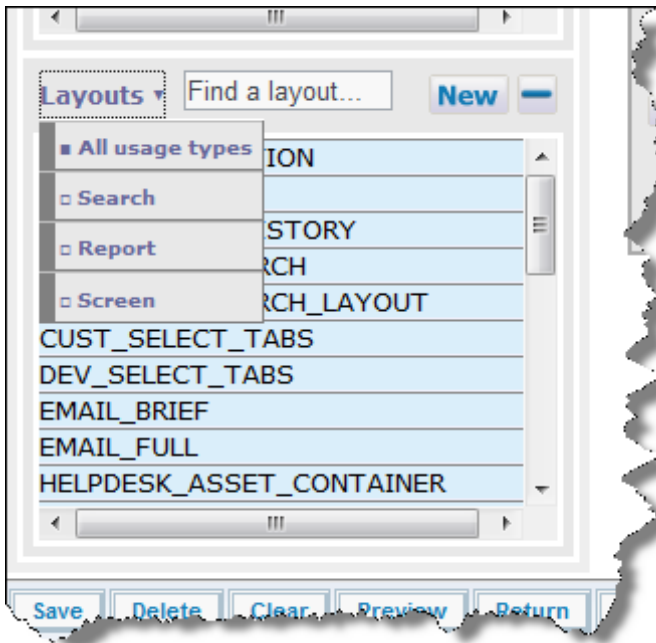 Layouts Find a layout... New
All usage types
Search
Report
Screen
TION
STORY
RCH
RCH_LAYOUT
CUST_SELECT_TABS
DEV_SELECT_TABS
EMAIL_BRIEF
EMAIL_FULL
HELPDESK_ASSET_CONTAINER
Save Delete Clear Preview Return